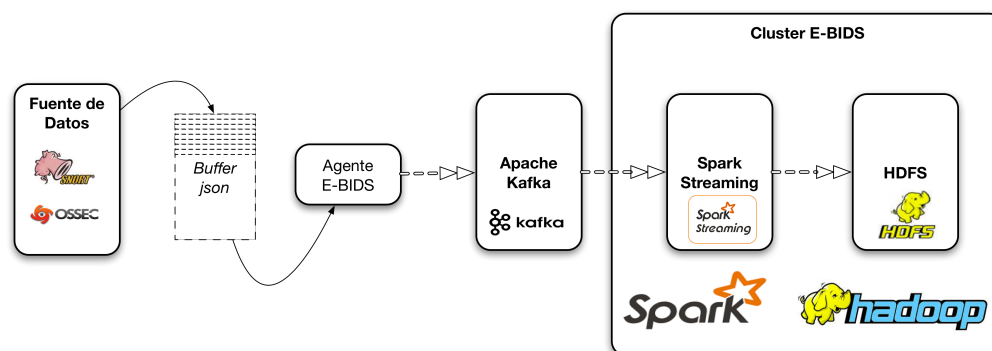 Cluster E-BIDS
Fuente de
Datos
SNORT
OSSEC
Buffer
json
Agente
E-BIDS
Apache
Kafka
kafka
Spark
Streaming
Spark
Streaming
HDFS
HDFS
Spark
hadoop